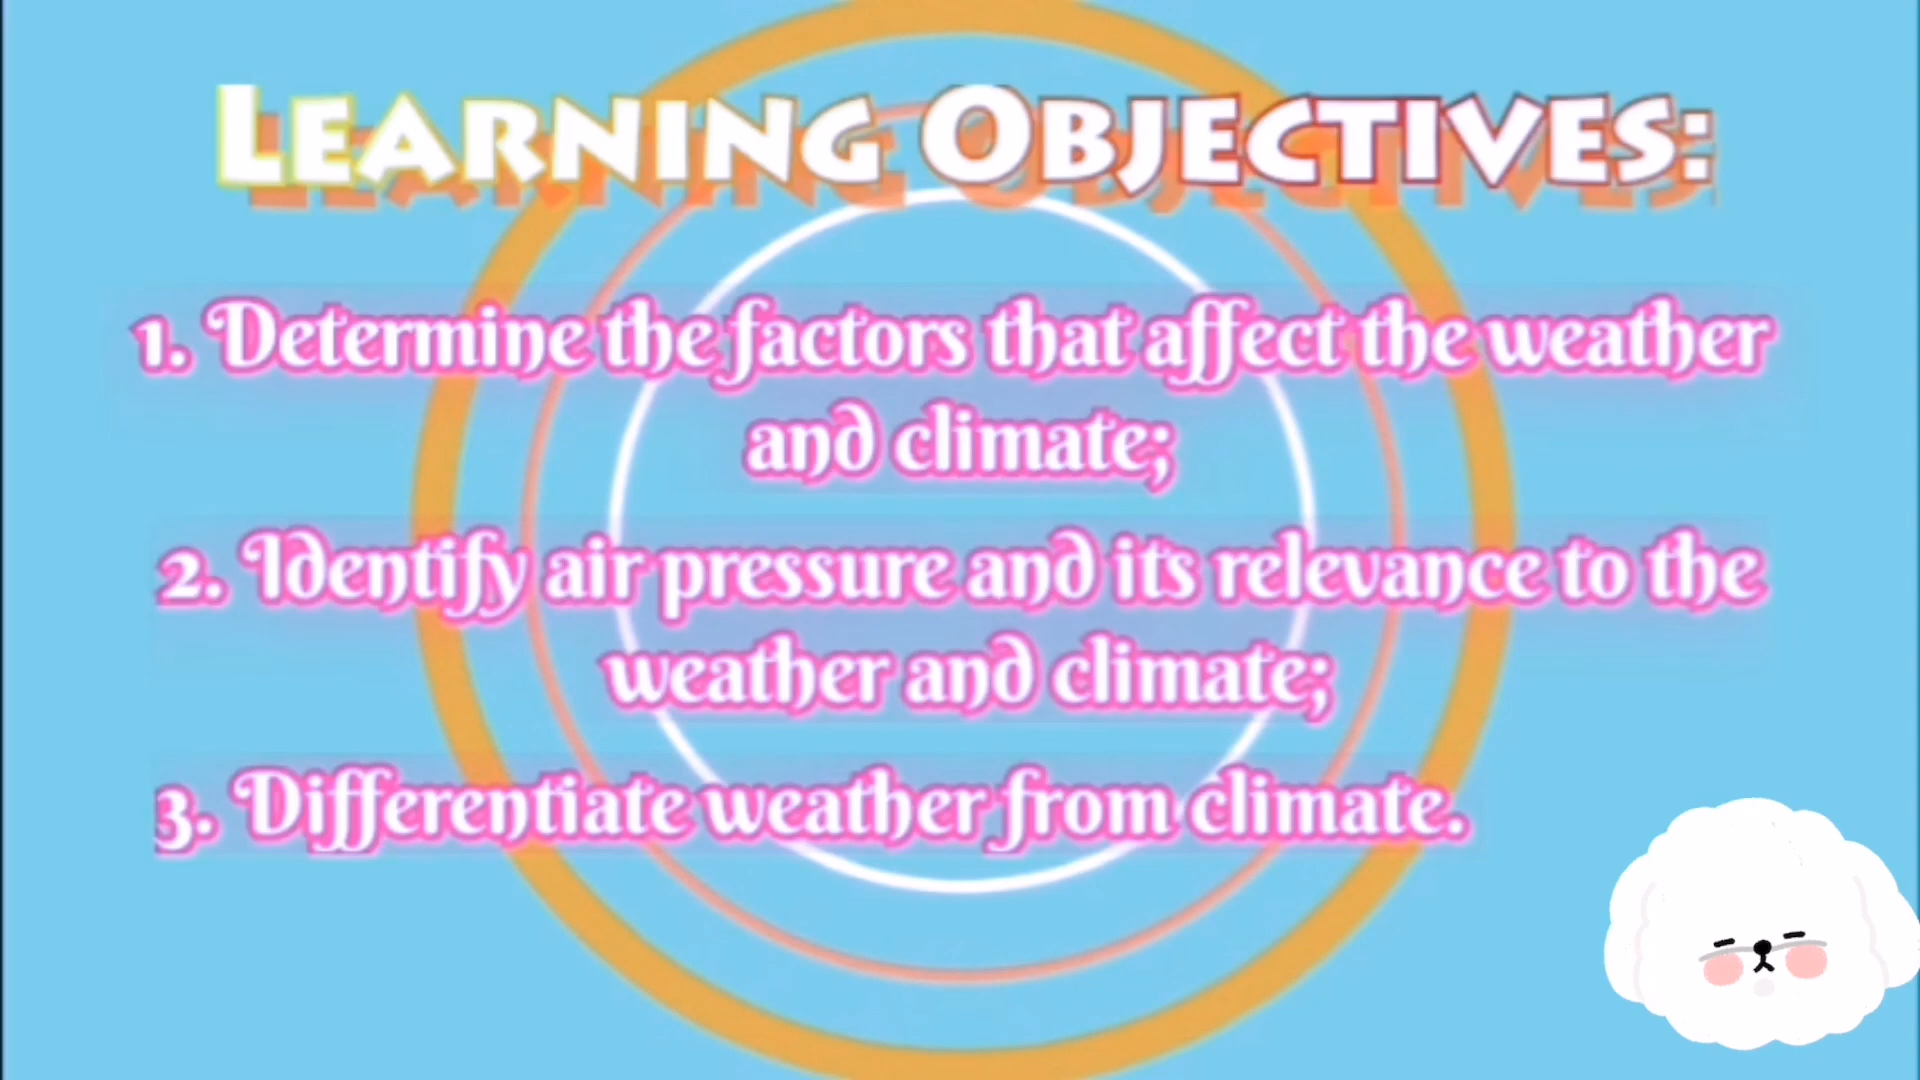 LEARNING OBJECTIVES:
1. Determine the factors that affect the weather
and climate;
2. Identify air pressure and its relevance to the
weather and climate;
3. Differentiate weather from climate.